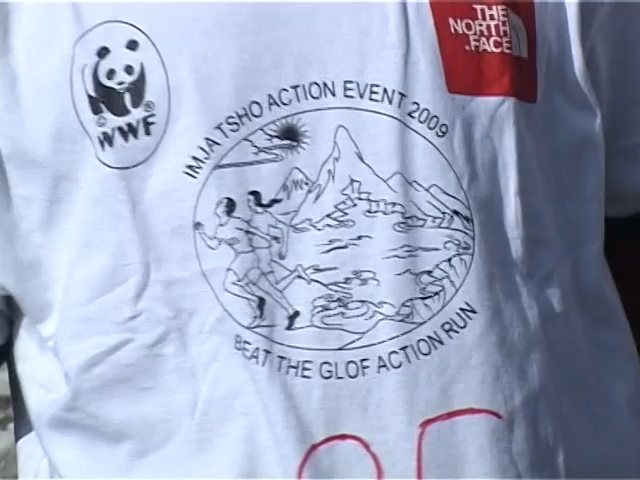 THE
NORTH
FACE
© WWF ®
IMJA TSHO ACTION EVENT 2009
BEAT THE GLOF ACTION RUN